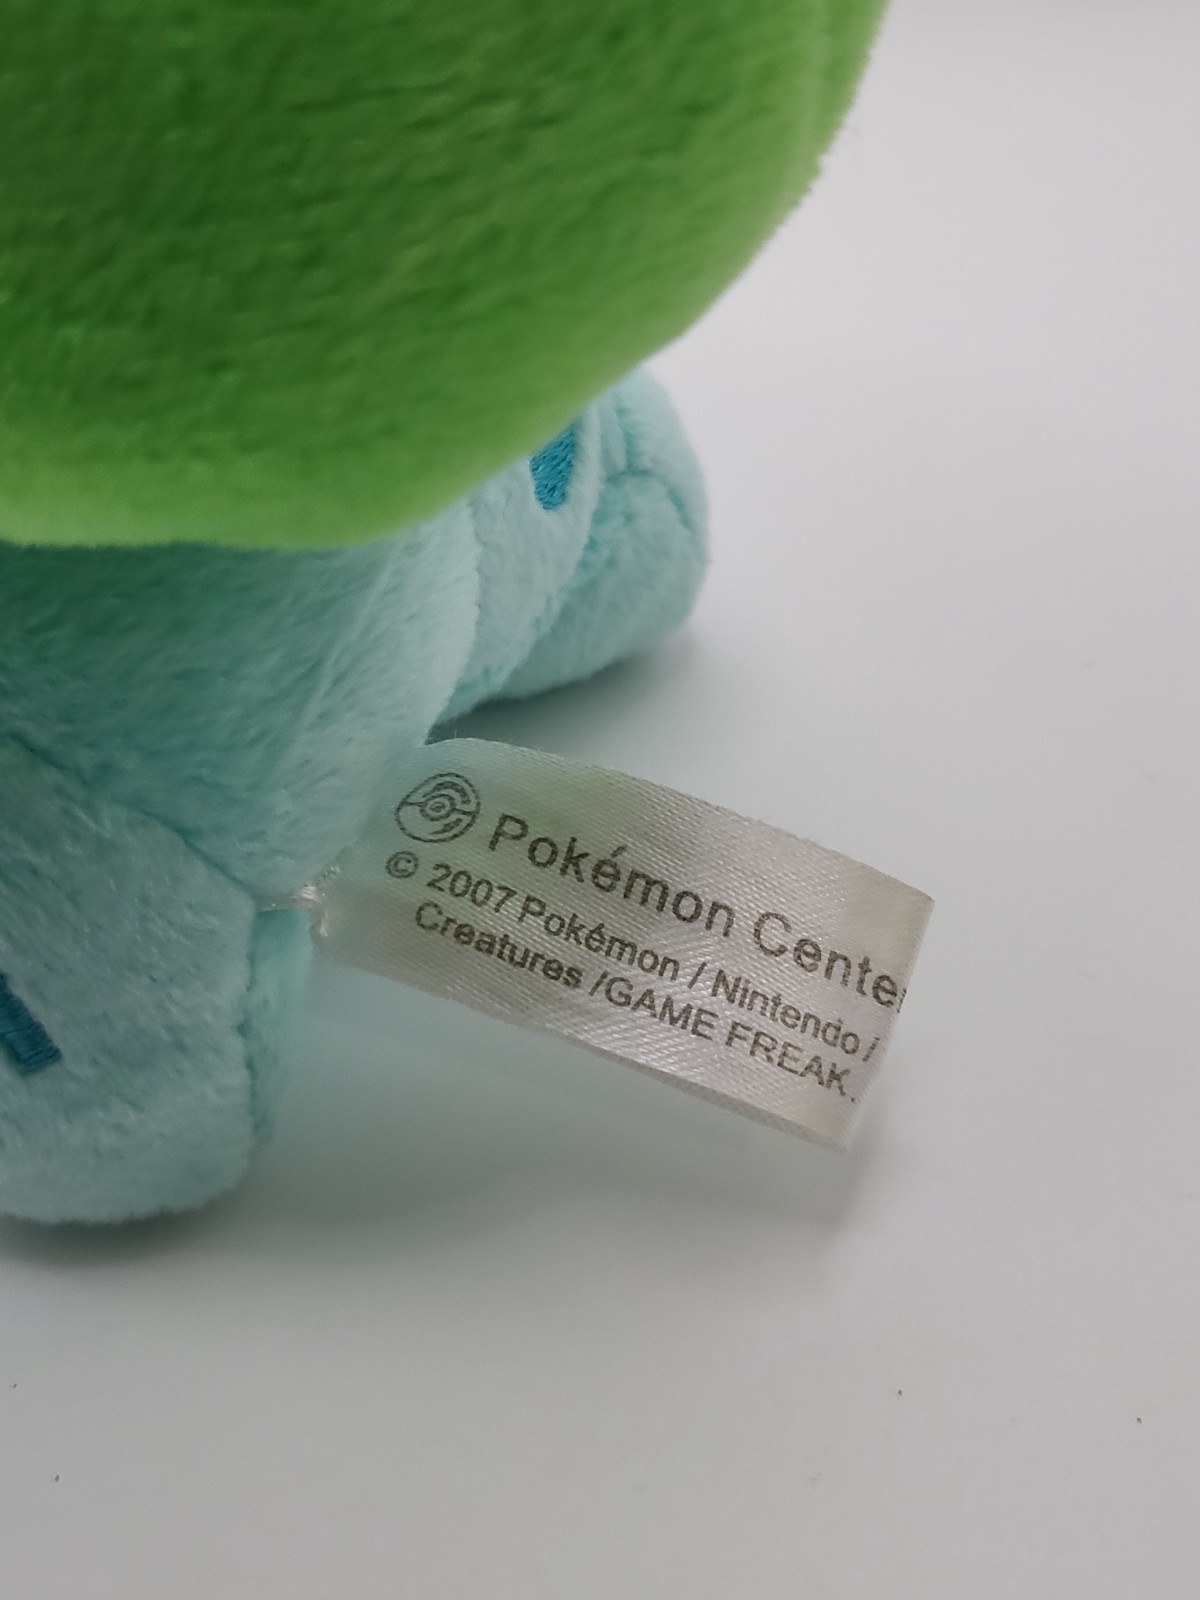 Pokémon Center
© 2007 Pokémon / Nintendo /
Creatures /GAME FREAK.